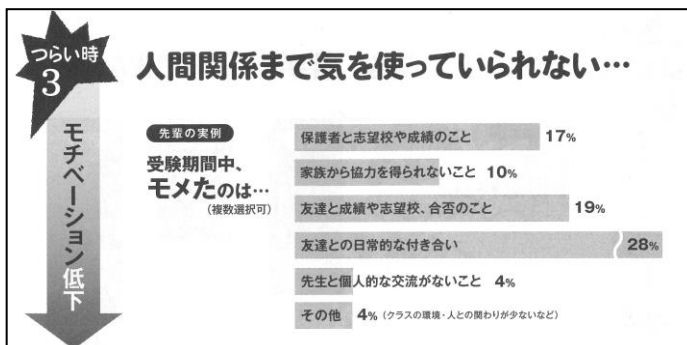 つらい時
3
モチベーション低下
人間関係まで気を使っていられない…
先輩の実例
受験期間中、
モメたのは…
(複数選択可)
保護者と志望校や成績のこと 17%
家族から協力を得られないこと 10%
友達と成績や志望校、合否のこと 19%
友達との日常的な付き合い 28%
先生と個人的な交流がないこと 4%
その他 4% (クラスの環境・人との関わりが少ないなど)